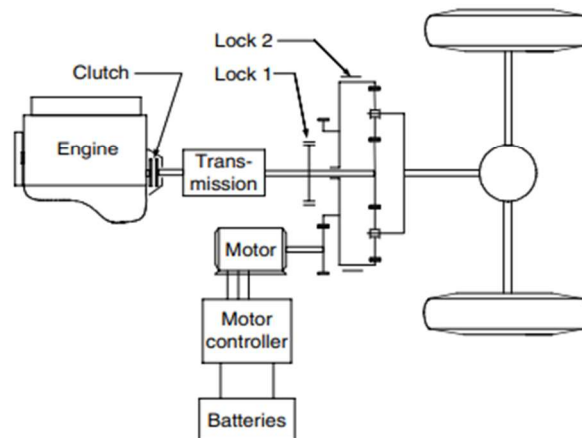 Lock 2
Clutch
Lock 1
Engine
Trans-
mission
Motor
Motor
controller
Batteries